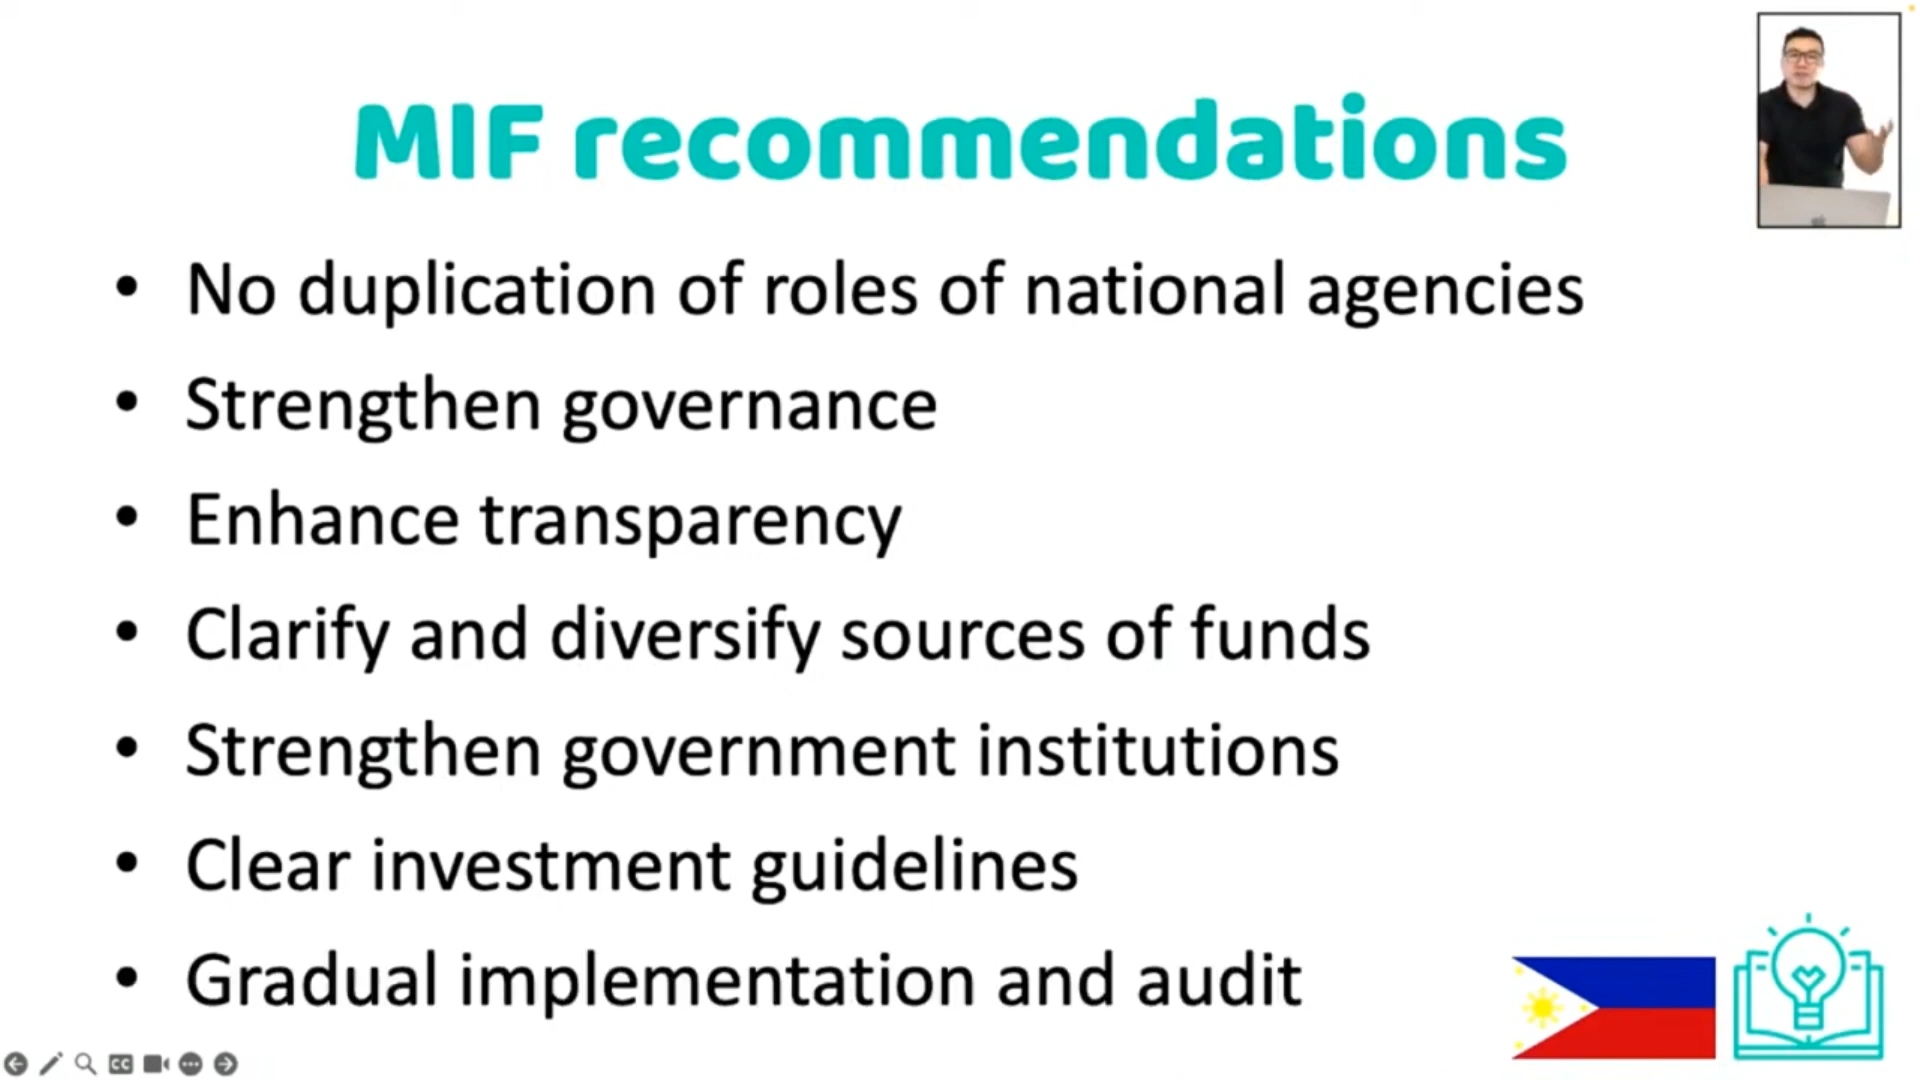 MIF recommendations
• No duplication of roles of national agencies
• Strengthen governance
• Enhance transparency
• Clarify and diversify sources of funds
• Strengthen government institutions
• Clear investment guidelines
• Gradual implementation and audit
CC